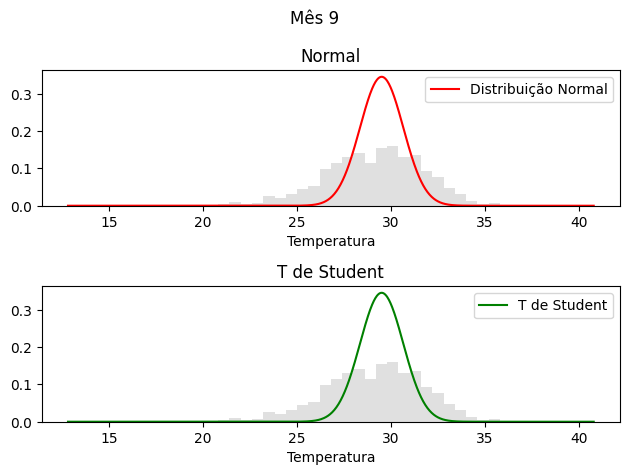 Mês 9
Normal
0.3
0.2
0.1
0.0
Distribuição Normal
15 20 25 30 35 40
Temperatura
T de Student
0.3
0.2
0.1
0.0
T de Student
15 20 25 30 35 40
Temperatura